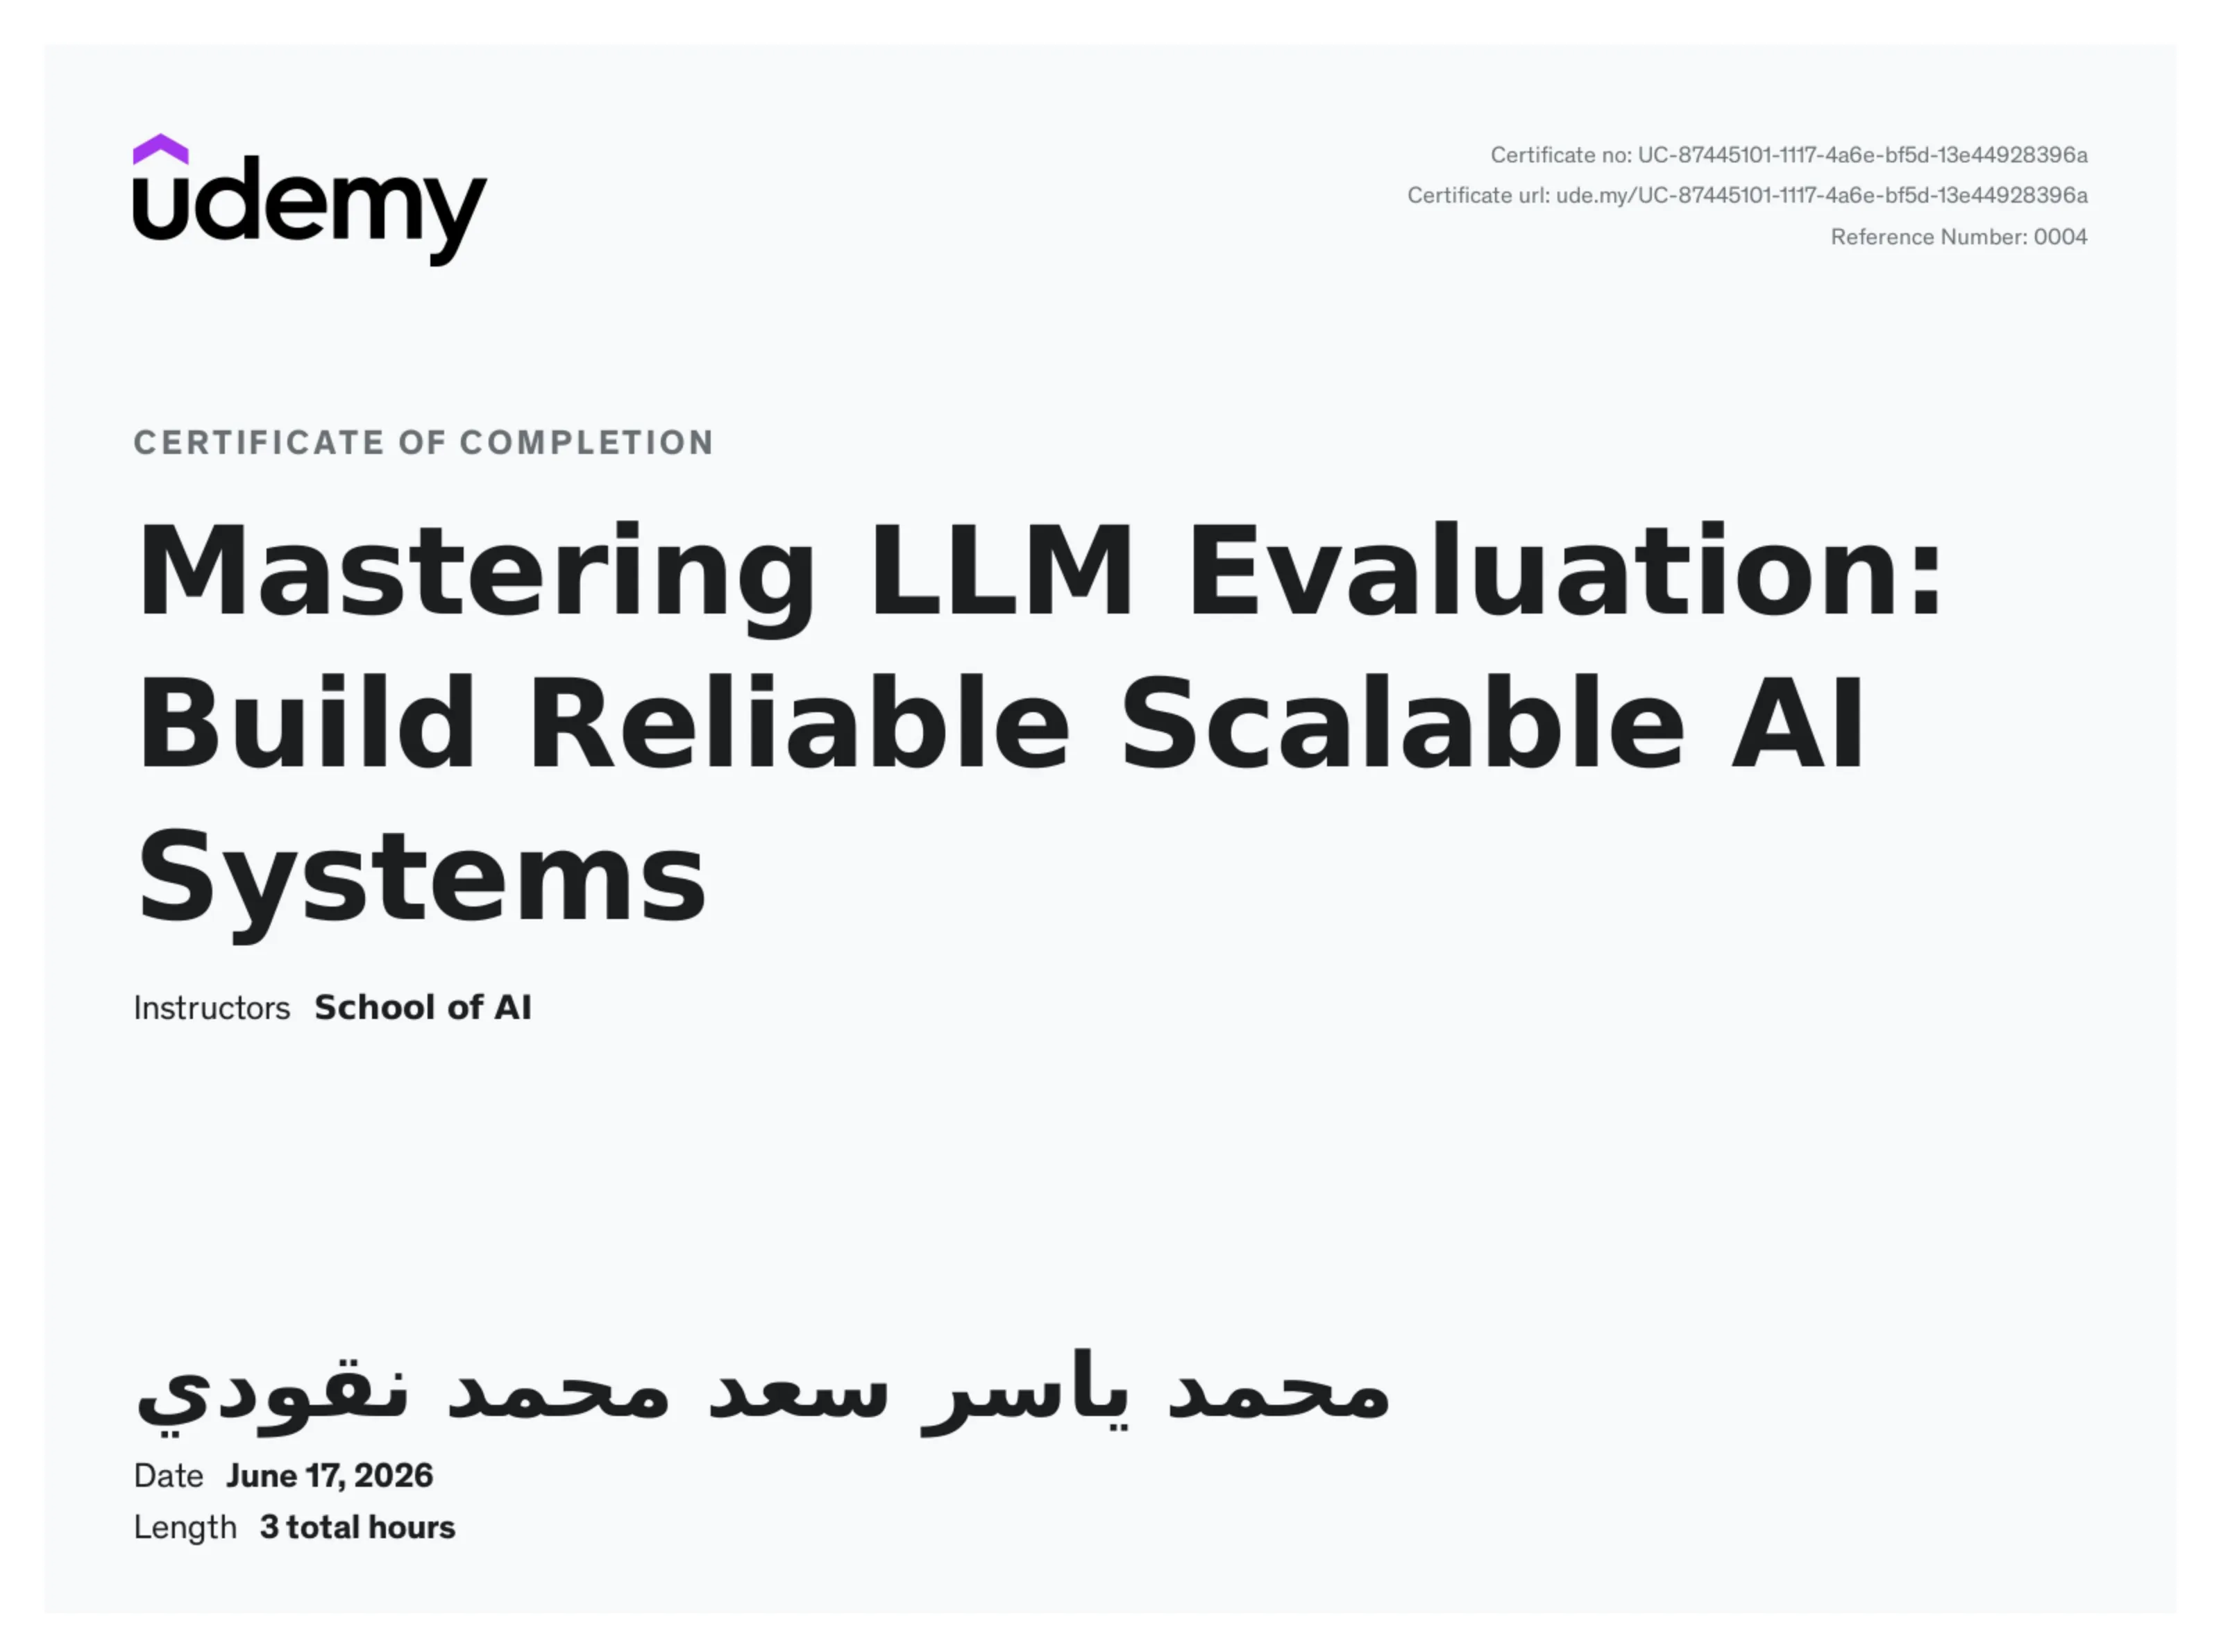 udemy
Certificate no: UC-87445101-1117-4a6e-bf5d-13e44928396a
Certificate url: ude.my/UC-87445101-1117-4a6e-bf5d-13e44928396a
Reference Number: 0004
CERTIFICATE OF COMPLETION
Mastering LLM Evaluation:
Build Reliable Scalable AI
Systems
Instructors School of AI
محمد ياسر سعد محمد نقودي
Date June 17, 2026
Length 3 total hours